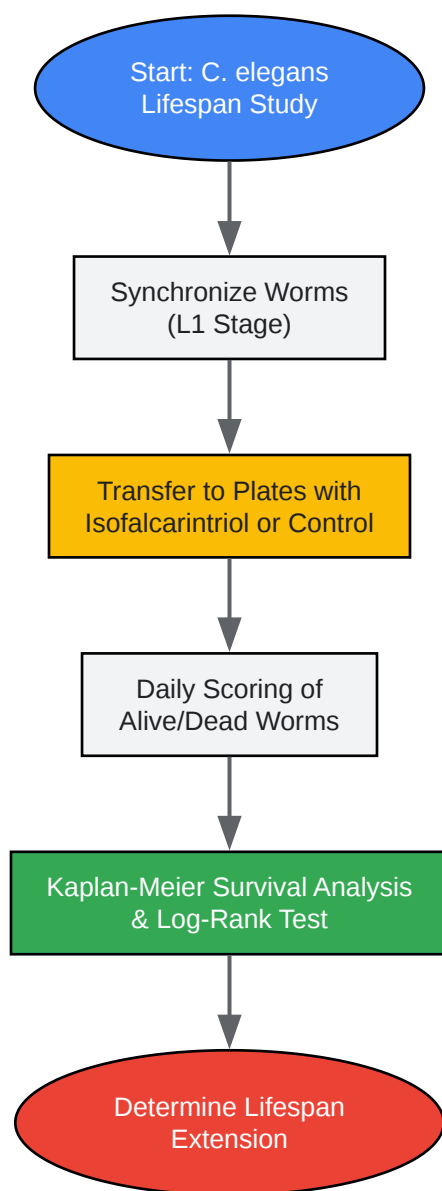 Start: C. elegans
Lifespan Study
Synchronize Worms
(L1 Stage)
Transfer to Plates with
Isofalcarintriol or Control
Daily Scoring of
Alive/Dead Worms
Kaplan-Meier Survival Analysis
& Log-Rank Test
Determine Lifespan
Extension